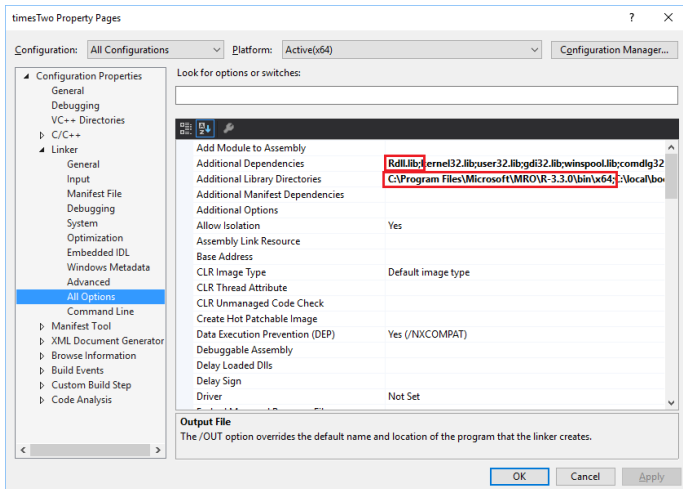 timesTwo Property Pages
? ×
Configuration: All Configurations Platform: Active(x64) Configuration Manager...
Configuration Properties
General
Debugging
VC++ Directories
C/C++
Linker
General
Input
Manifest File
Debugging
System
Optimization
Embedded IDL
Windows Metadata
Advanced
All Options
Command Line
Manifest Tool
XML Document Generator
Browse Information
Build Events
Custom Build Step
Code Analysis
Look for options or switches:
Add Module to Assembly
Additional Dependencies Rdll.lib;kernel32.lib;user32.lib;gdi32.lib;winspool.lib;comdlg32
Additional Library Directories C:\Program Files\Microsoft\MRO\R-3.3.0\bin\x64;C:\local\boo
Additional Manifest Dependencies
Additional Options
Allow Isolation Yes
Assembly Link Resource
Base Address
CLR Image Type Default image type
CLR Thread Attribute
CLR Unmanaged Code Check
Create Hot Patchable Image
Data Execution Prevention (DEP) Yes (/NXCOMPAT)
Debuggable Assembly
Delay Loaded Dlls
Delay Sign
Driver Not Set
Output File
The /OUT option overrides the default name and location of the program that the linker creates.
OK Cancel Apply